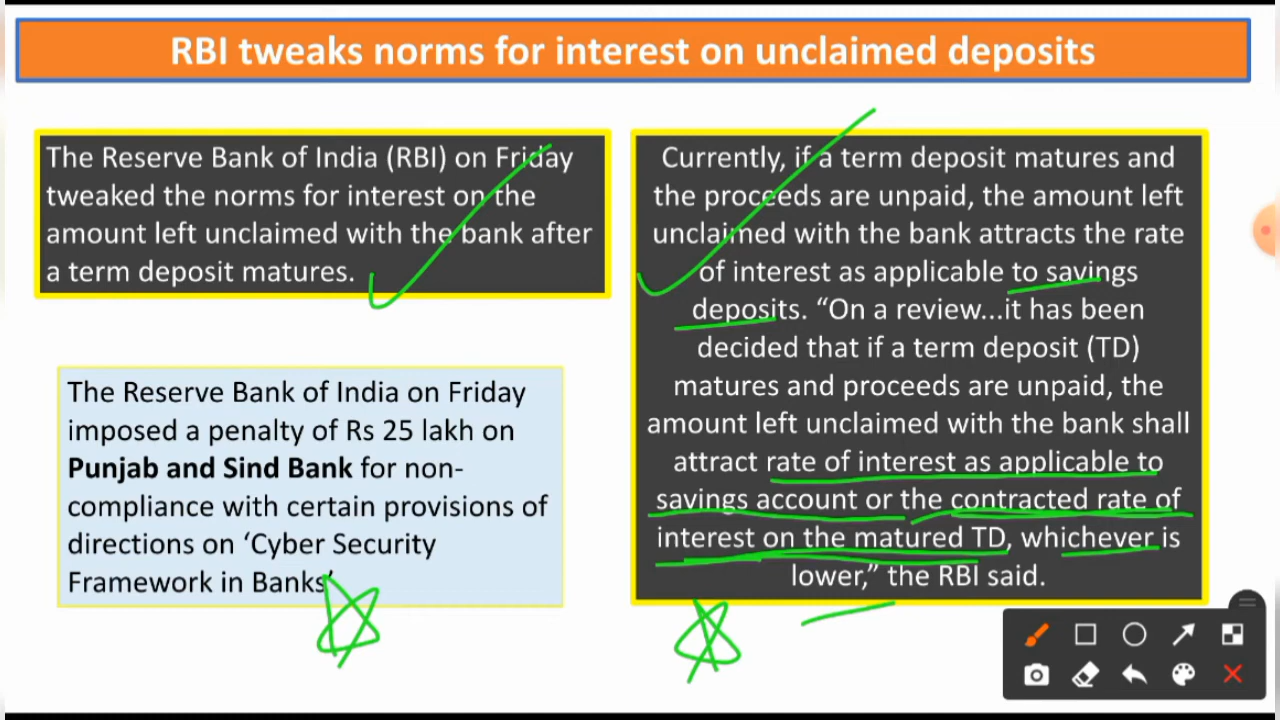 RBI tweaks norms for interest on unclaimed deposits
The Reserve Bank of India (RBI) on Friday
tweaked the norms for interest on the
amount left unclaimed with the bank after
a term deposit matures.
The Reserve Bank of India on Friday
imposed a penalty of Rs 25 lakh on
Punjab and Sind Bank for non-
compliance with certain provisions of
directions on ‘Cyber Security
Framework in Banks’
Currently, if a term deposit matures and
the proceeds are unpaid, the amount left
unclaimed with the bank attracts the rate
of interest as applicable to savings
deposits. “On a review...it has been
decided that if a term deposit (TD)
matures and proceeds are unpaid, the
amount left unclaimed with the bank shall
attract rate of interest as applicable to
savings account or the contracted rate of
interest on the matured TD, whichever is
lower,” the RBI said.